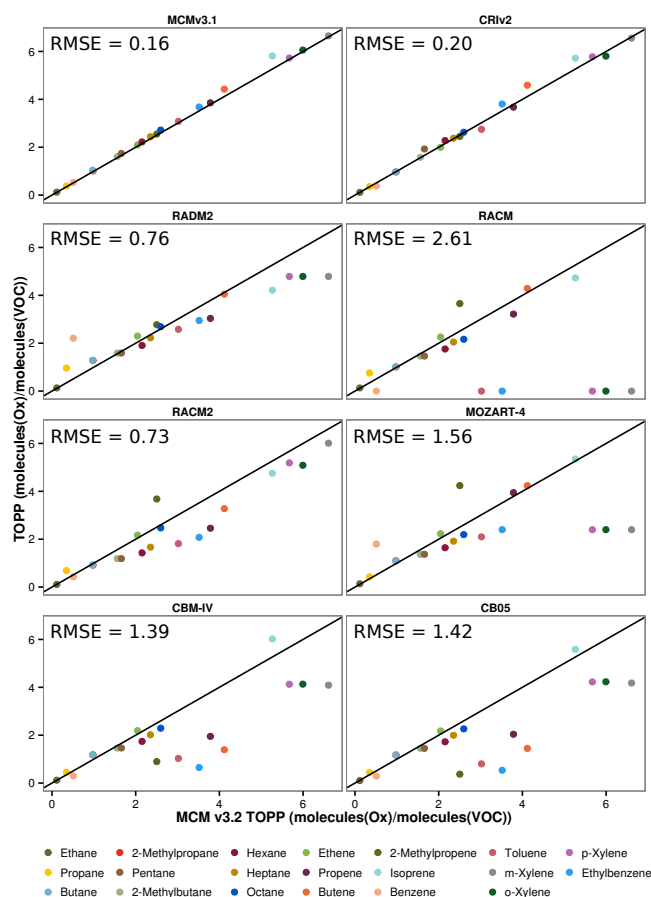 MCMv3.1 CRIv2
RMSE = 0.16 RMSE = 0.20
6
4
2
0
RADM2 RACM
RMSE = 0.76 RMSE = 2.61
6
4
2
0
TOPP (molecules(Ox)/molecules(VOC))
RACM2 MOZART-4
RMSE = 0.73 RMSE = 1.56
6
4
2
0
CBM-IV CB05
RMSE = 1.39 RMSE = 1.42
6
4
2
0
0 2 4 6 0 2 4 6
MCM v3.2 TOPP (molecules(Ox)/molecules(VOC))
Ethane 2-Methylpropane Hexane Ethene 2-Methylpropene Toluene p-Xylene
Propane Pentane Heptane Propene Isoprene m-Xylene Ethylbenzene
Butane 2-Methylbutane Octane Butene Benzene o-Xylene